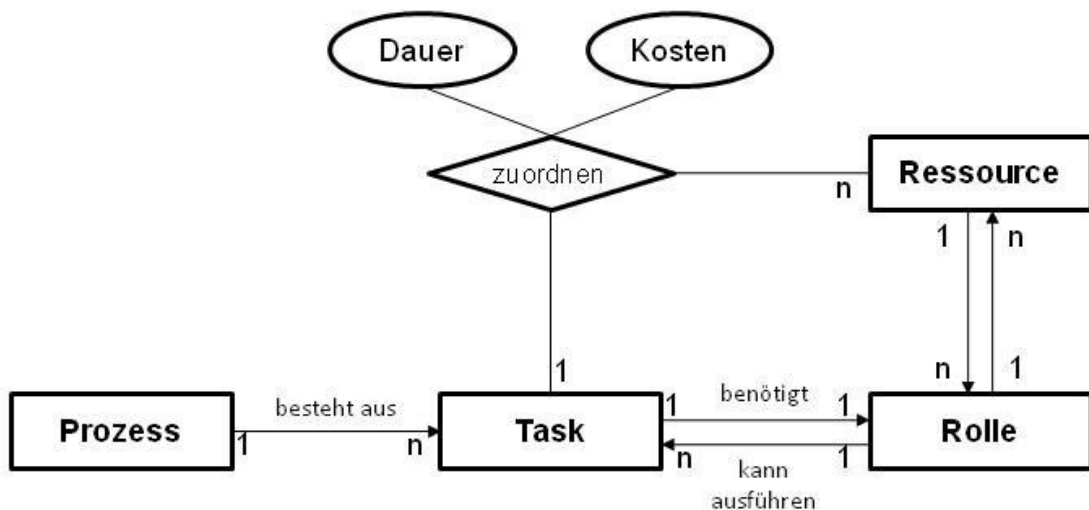 Dauer
Kosten
zuordnen
Ressource
n
1
n
n
1
1
Prozess
besteht aus
1
n
Task
1
benötigt
1
n
kann
ausführen
1
Rolle